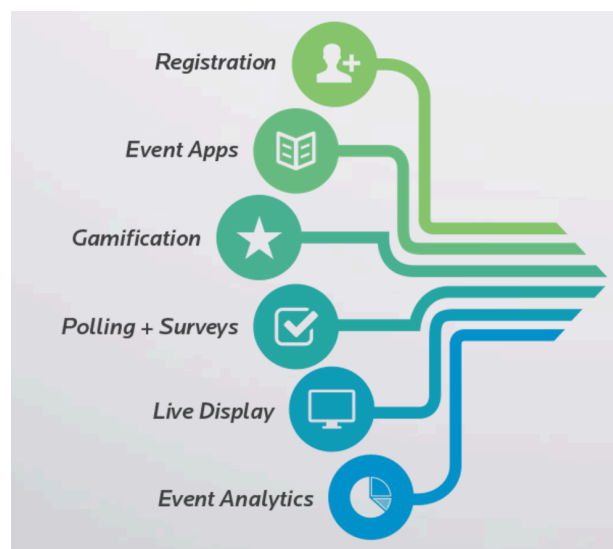 Registration
Event Apps
Gamification
Polling + Surveys
Live Display
Event Analytics